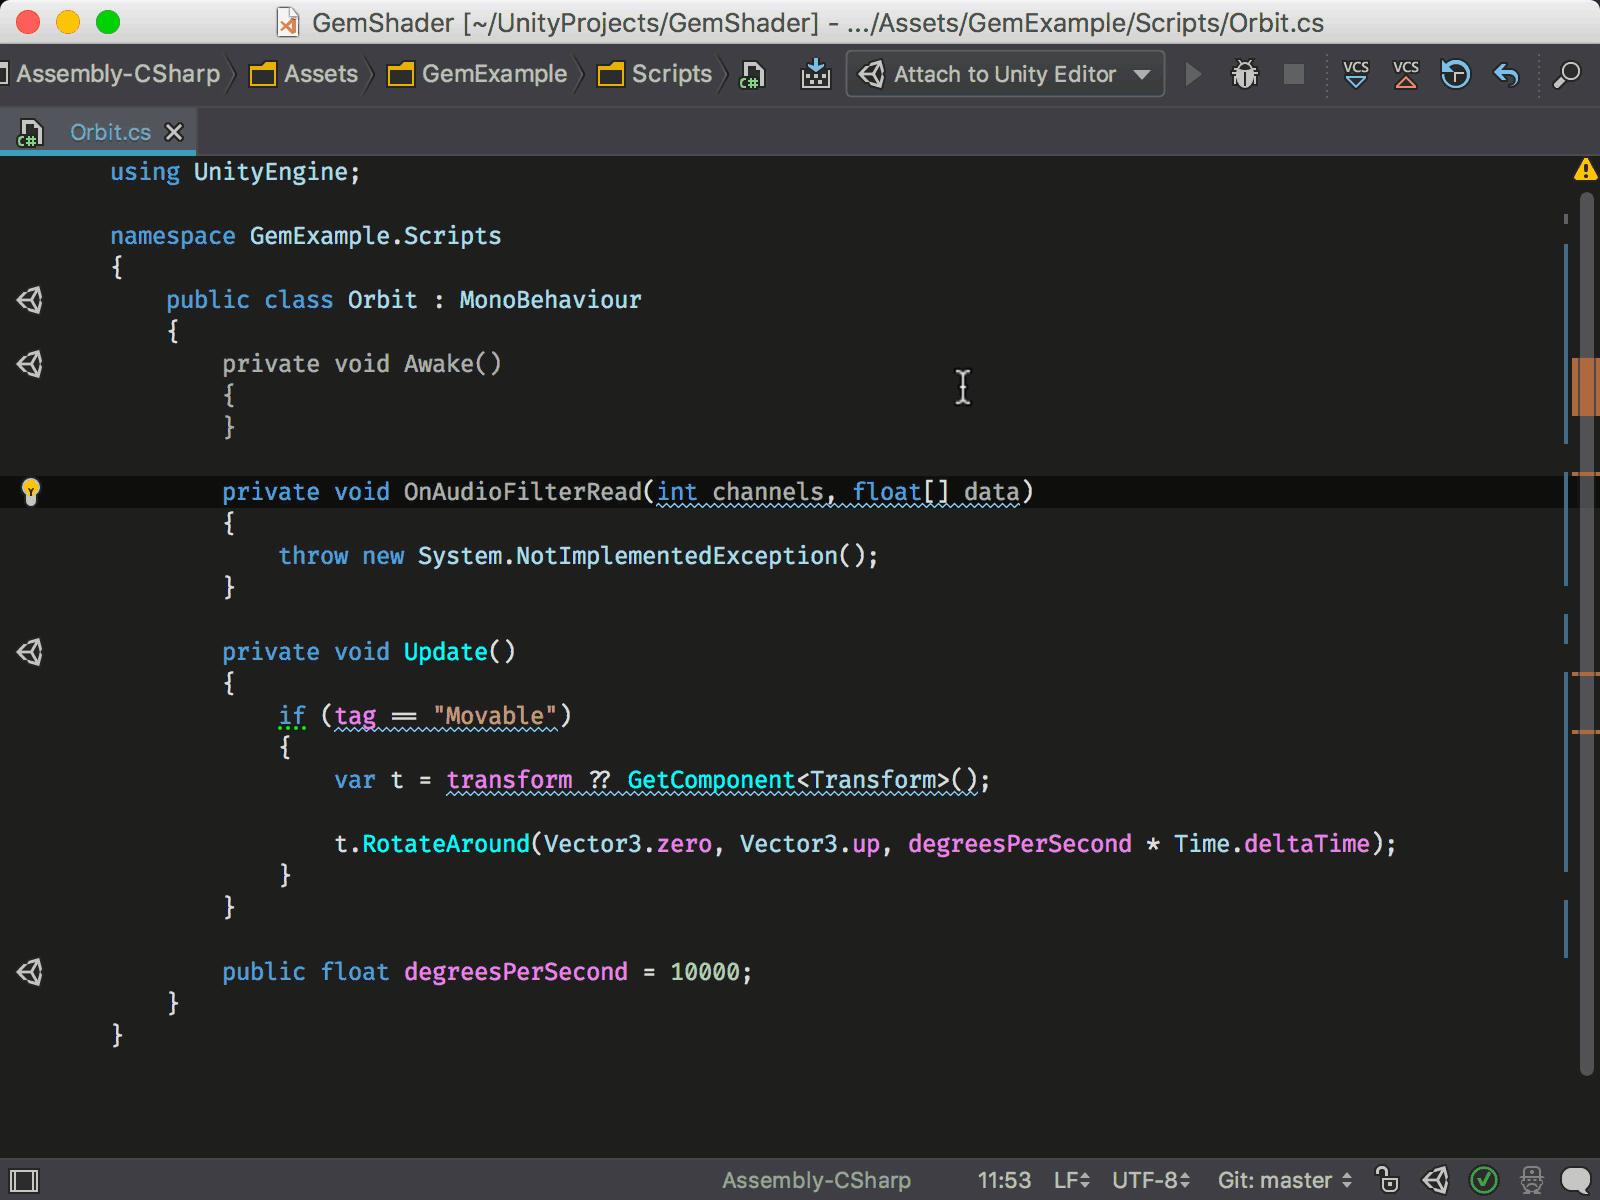 GemShader [~/UnityProjects/GemShader] - .../Assets/GemExample/Scripts/Orbit.cs
Assembly-CSharp Assets GemExample Scripts C# Attach to Unity Editor VCS VCS
C# Orbit.cs
using UnityEngine;
namespace GemExample.Scripts
{
public class Orbit : MonoBehaviour
{
private void Awake()
{
}
private void OnAudioFilterRead(int channels, float[] data)
{
throw new System.NotImplementedException();
}
private void Update()
{
if (tag == "Movable")
{
var t = transform ?? GetComponent<Transform>();
t.RotateAround(Vector3.zero, Vector3.up, degreesPerSecond * Time.deltaTime);
}
}
public float degreesPerSecond = 10000;
}
}
Assembly-CSharp 11:53 LF UTF-8 Git: master